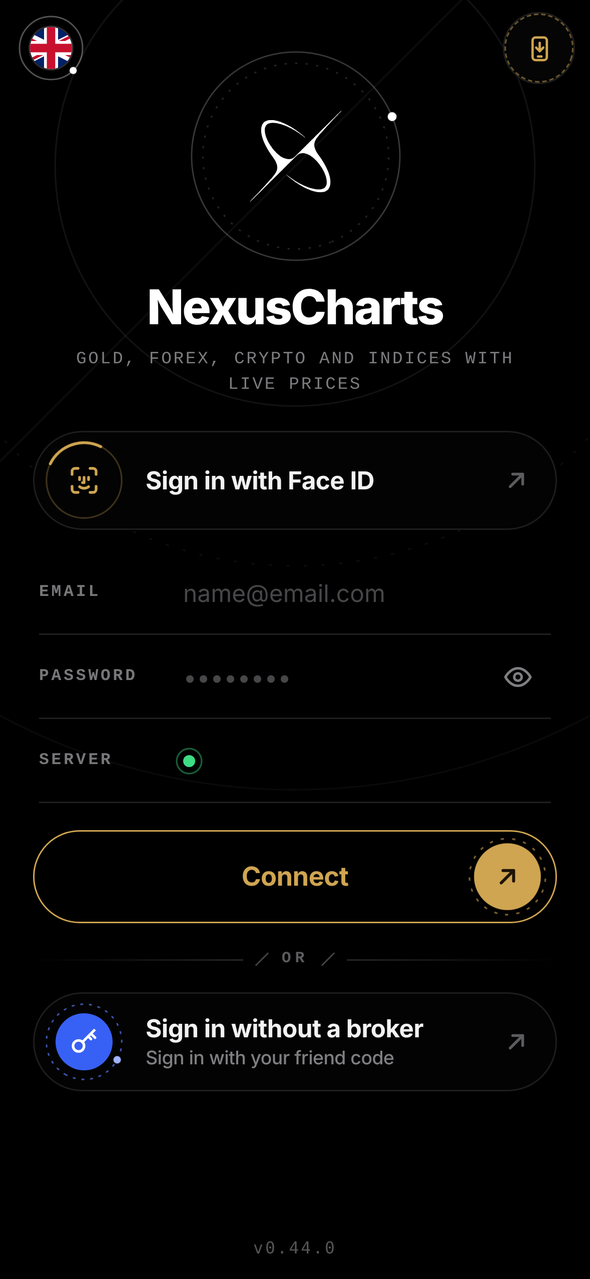 NexusCharts
GOLD, FOREX, CRYPTO AND INDICES WITH
LIVE PRICES
Sign in with Face ID
EMAIL name@email.com
PASSWORD ••••••••
SERVER
Connect
OR
Sign in without a broker
Sign in with your friend code
v0.44.0